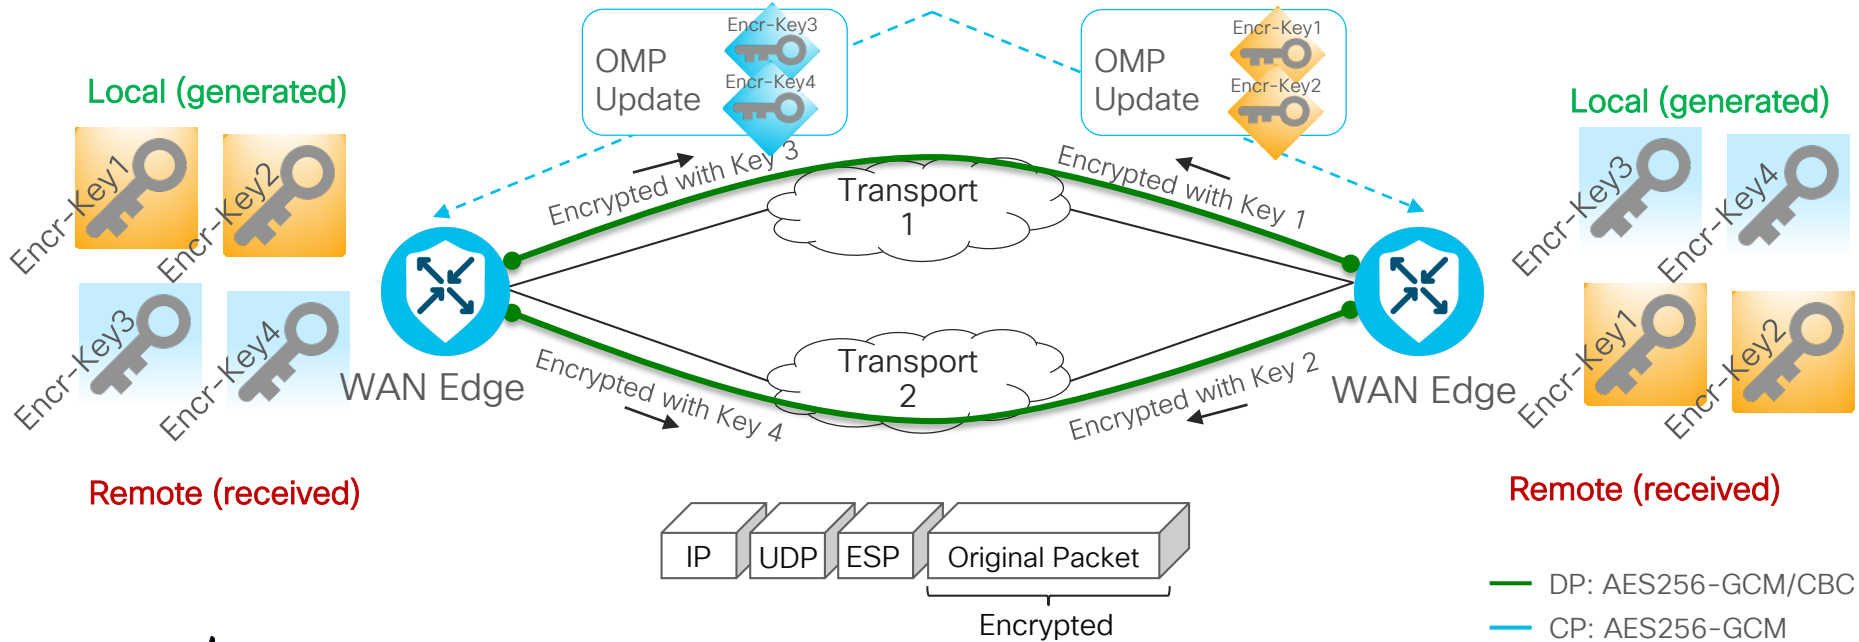 Encr-Key3
OMP
Update
Encr-Key4
Encr-Key1
OMP
Update
Encr-Key2
Local (generated)
Local (generated)
Encr-Key1
Encr-Key2
Encr-Key3
Encr-Key4
Encrypted with Key 3
Encrypted with Key 1
Transport
1
Encr-Key3
Encr-Key4
Encr-Key1
Encr-Key2
WAN Edge
WAN Edge
Transport
2
Encrypted with Key 4
Encrypted with Key 2
Remote (received)
Remote (received)
IP
UDP
ESP
Original Packet
Encrypted
DP: AES256-GCM/CBC
CP: AES256-GCM